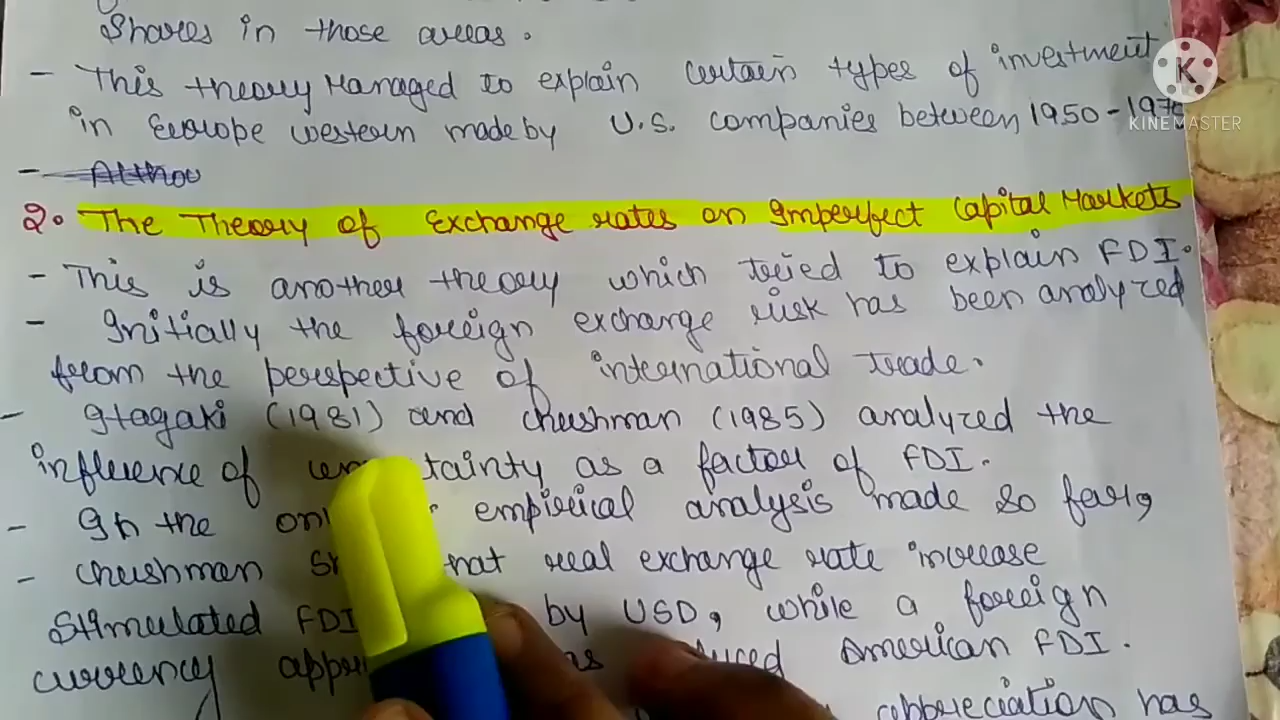 Shares in those areas.
- This theory Managed to explain certain types of investment
in Europe western made by U.S. companies between 1950-1970
KINEMASTER
2. The Theory of Exchange rates on Imperfect Capital Markets
- This is another theory which tried to explain FDI.
- Initially the foreign exchange risk has been analyzed
from the perspective of international trade.
- Itagaki (1981) and Cheshman (1985) analyzed the
influence of tainty as a factor of FDI.
- In the empirical analysis made so far,
- Cheshman real exchange rate increase
Stimulated FDI by USD, while a foreign
currency American FDI.
appreciation has